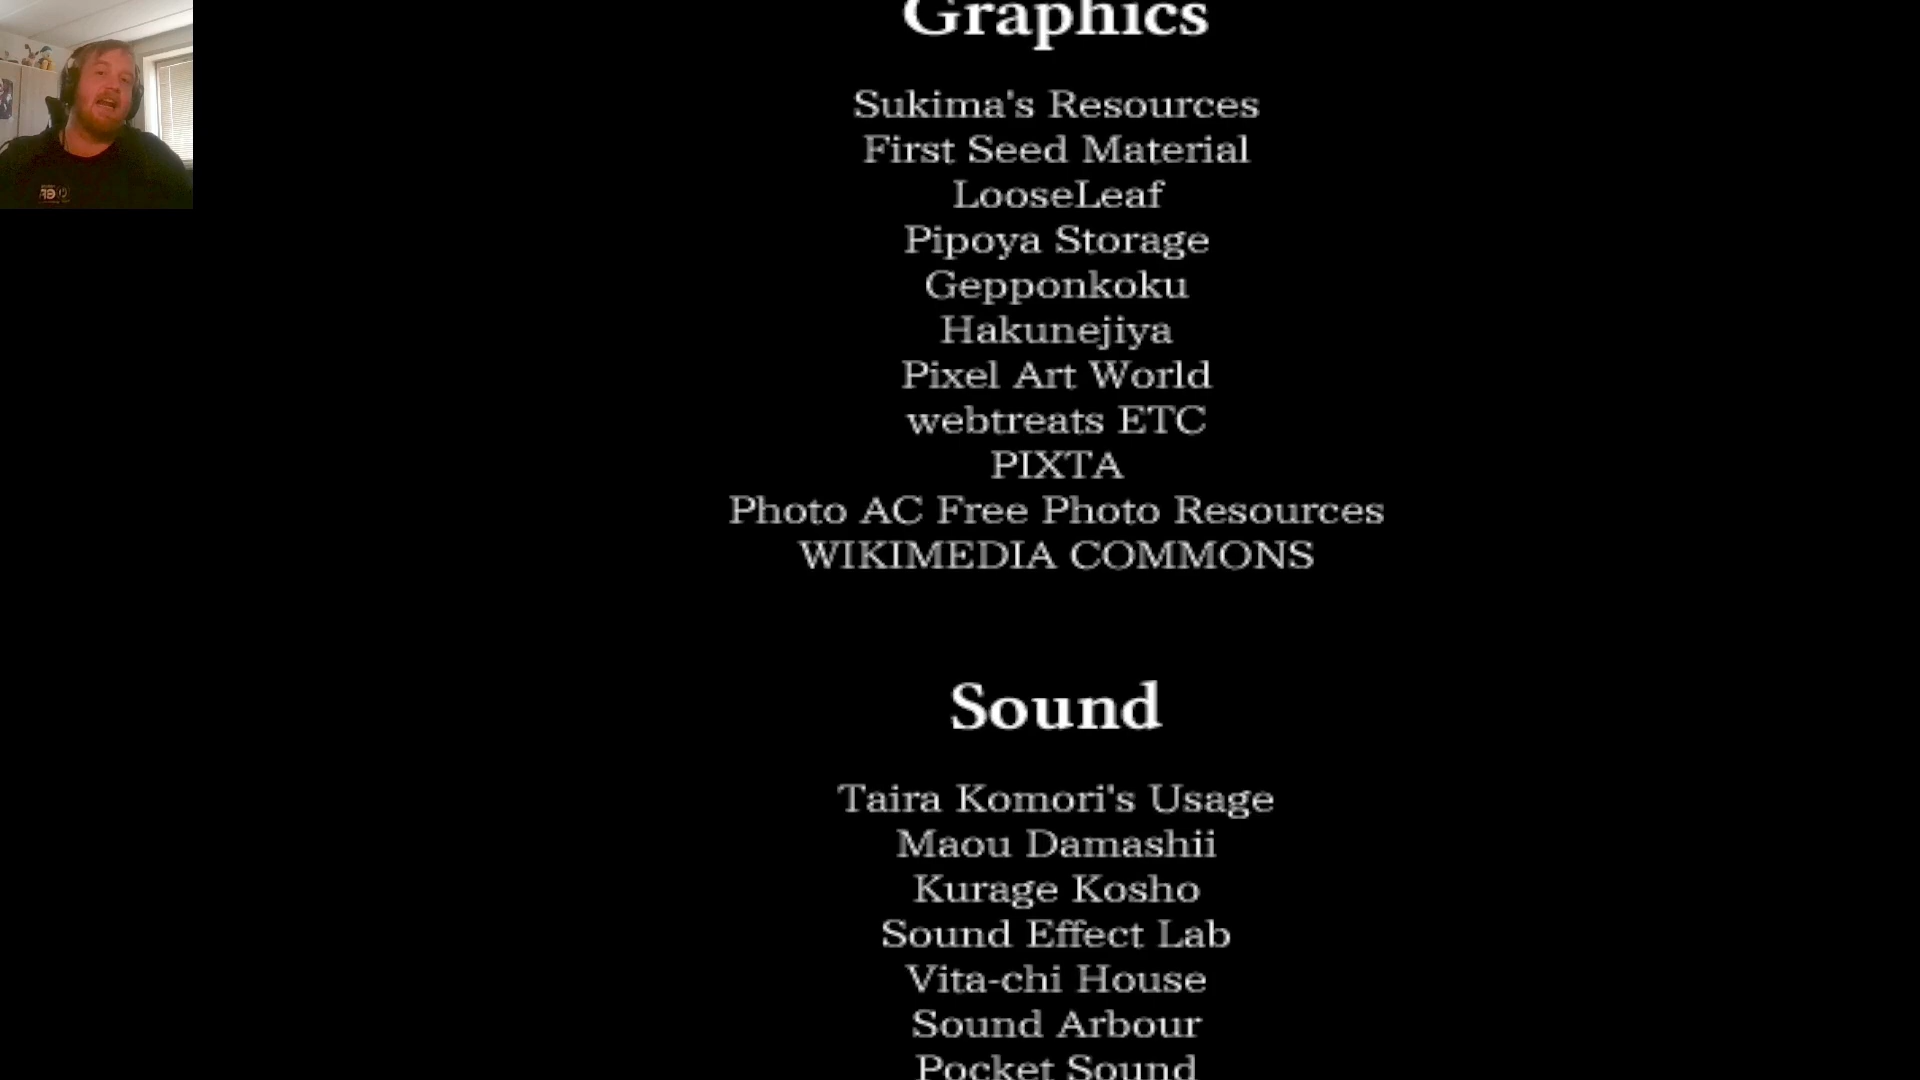 Graphics
Sukima's Resources
First Seed Material
LooseLeaf
Pipoya Storage
Gepponkoku
Hakunejiya
Pixel Art World
webtreats ETC
PIXTA
Photo AC Free Photo Resources
WIKIMEDIA COMMONS
Sound
Taira Komori's Usage
Maou Damashii
Kurage Kosho
Sound Effect Lab
Vita-chi House
Sound Arbour
Pocket Sound